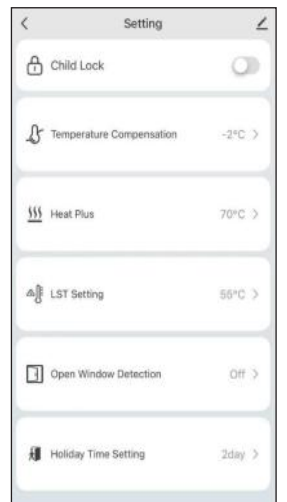 Setting
Child Lock
Temperature Compensation -2°C
Heat Plus 70°C
LST Setting 55°C
Open Window Detection Off
Holiday Time Setting 2day